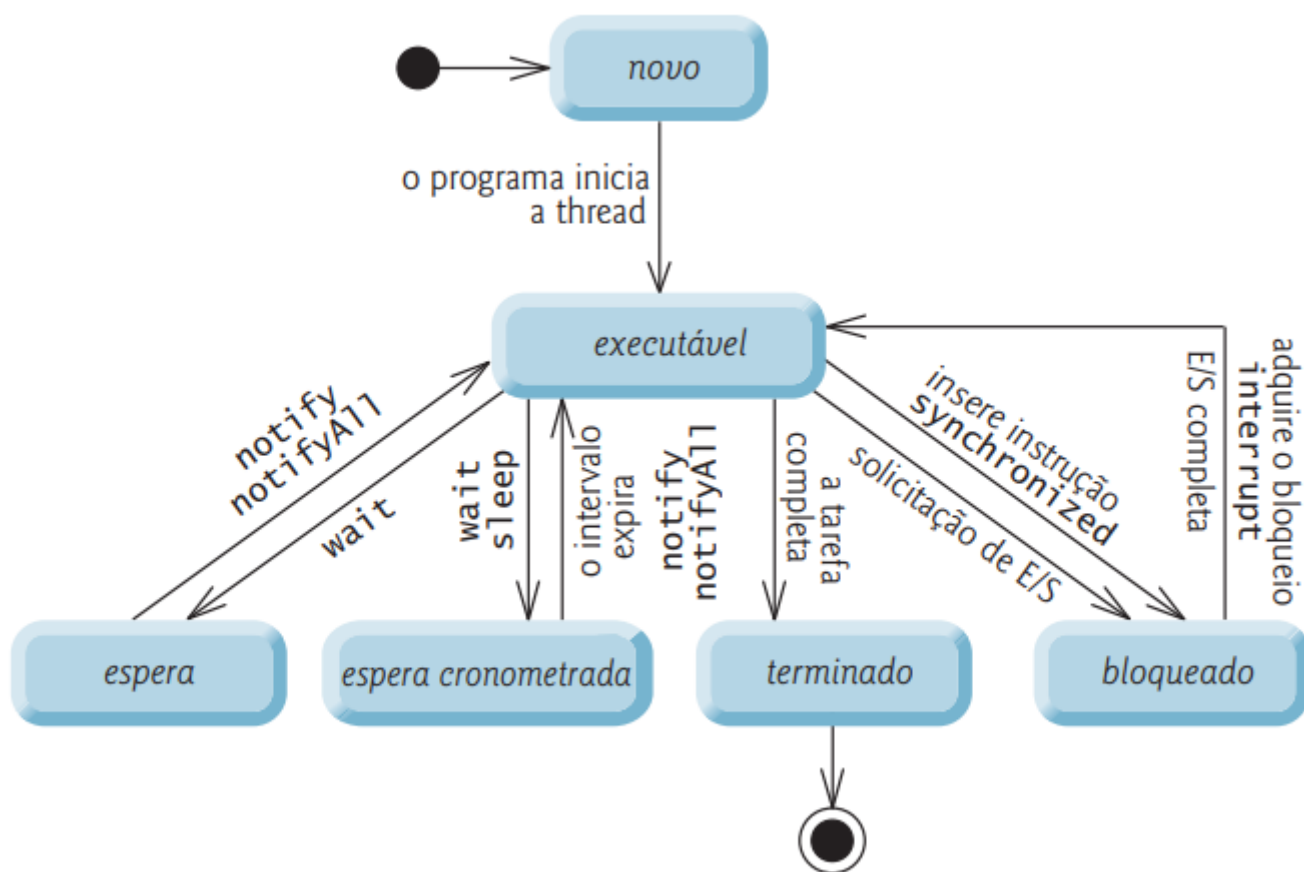 novo
o programa inicia
a thread
executável
notify
notifyAll
wait
wait
sleep
o intervalo
expira
notify
notifyAll
a tarefa
completa
insere instrução
synchronized
solicitação de E/S
adquire o bloqueio
interrupt
E/S completa
espera
espera cronometrada
terminado
bloqueado